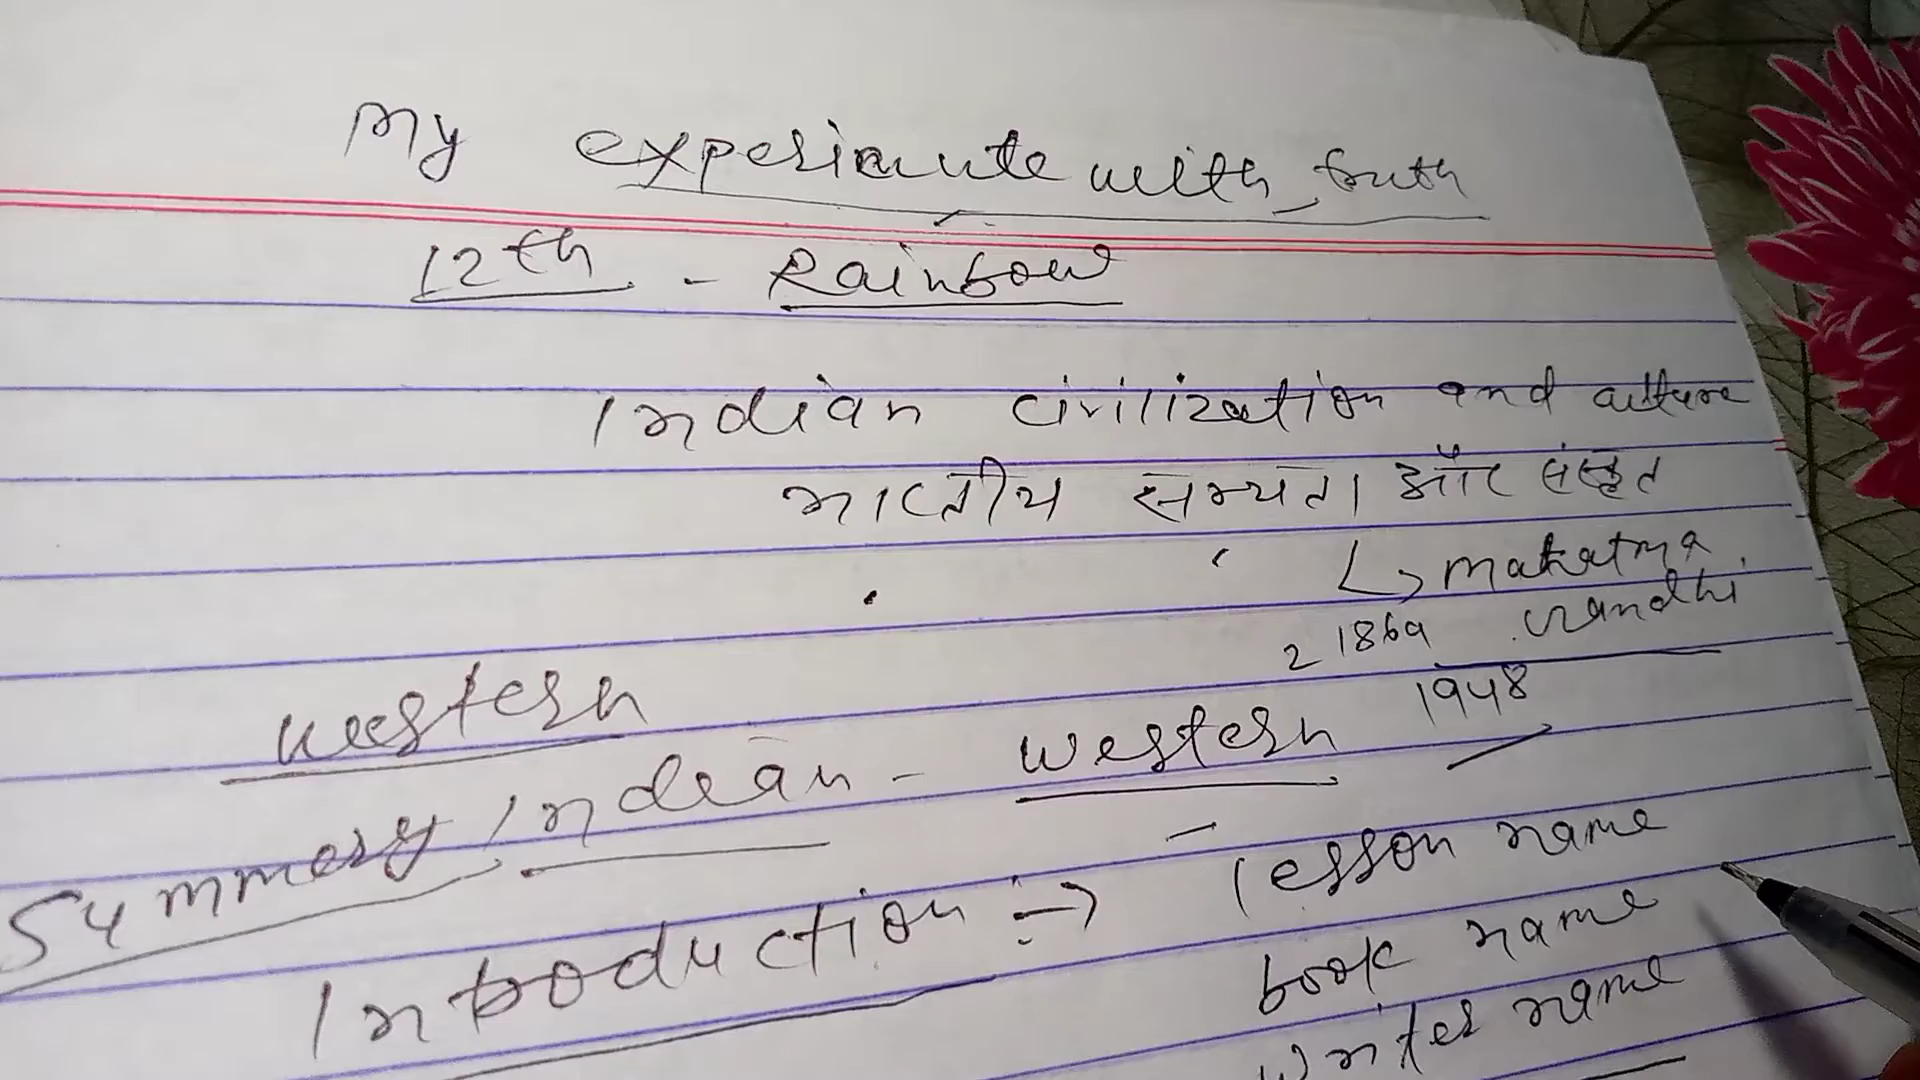 My experiaute with truth
12th - Rainbow
Indian civilization and culture
भारतीय सभ्यता और संस्कृत
↳ mahatma
Gandhi
2 1869
1948
western
Summery Indian - western
Introduction :-> lesson name
book name
writer name